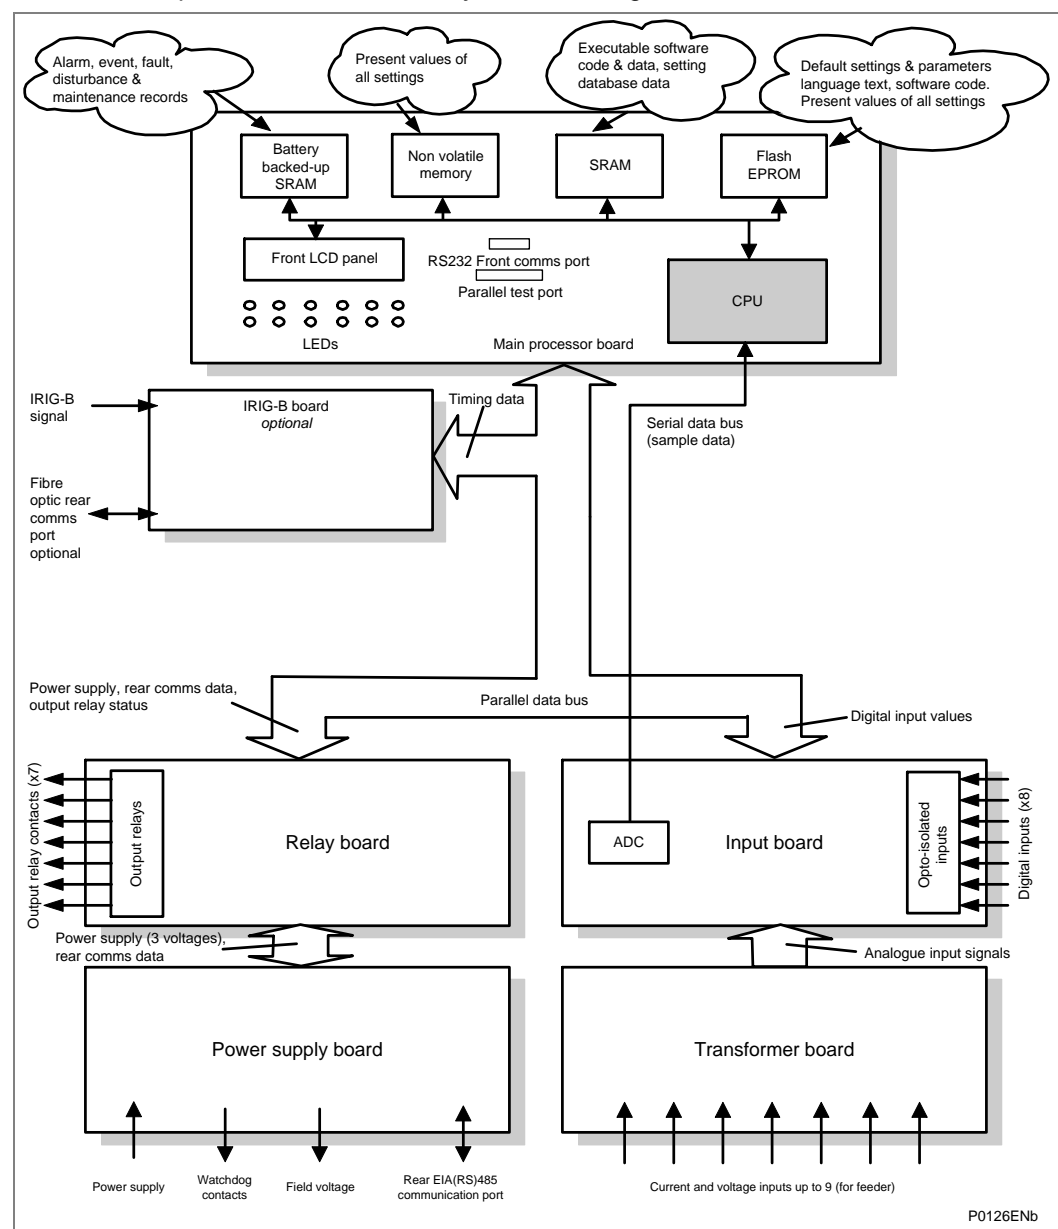 Alarm, event, fault,
disturbance &
maintenance records
Present values of
all settings
Executable software
code & data, setting
database data
Default settings & parameters
language text, software code.
Present values of all settings
Battery
backed-up
SRAM
Non volatile
memory
SRAM
Flash
EPROM
Front LCD panel
RS232 Front comms port
Parallel test port
CPU
LEDs
Main processor board
IRIG-B
signal
IRIG-B board
optional
Timing data
Serial data bus
(sample data)
Fibre
optic rear
comms
port
optional
Power supply, rear comms data,
output relay status
Parallel data bus
Digital input values
Output relay contacts (x7)
Output relays
Relay board
ADC
Input board
Opto-isolated
inputs
Digital inputs (x8)
Power supply (3 voltages),
rear comms data
Analogue input signals
Power supply board
Transformer board
Power supply
Watchdog
contacts
Field voltage
Rear EIA(RS)485
communication port
Current and voltage inputs up to 9 (for feeder)
P0126ENb